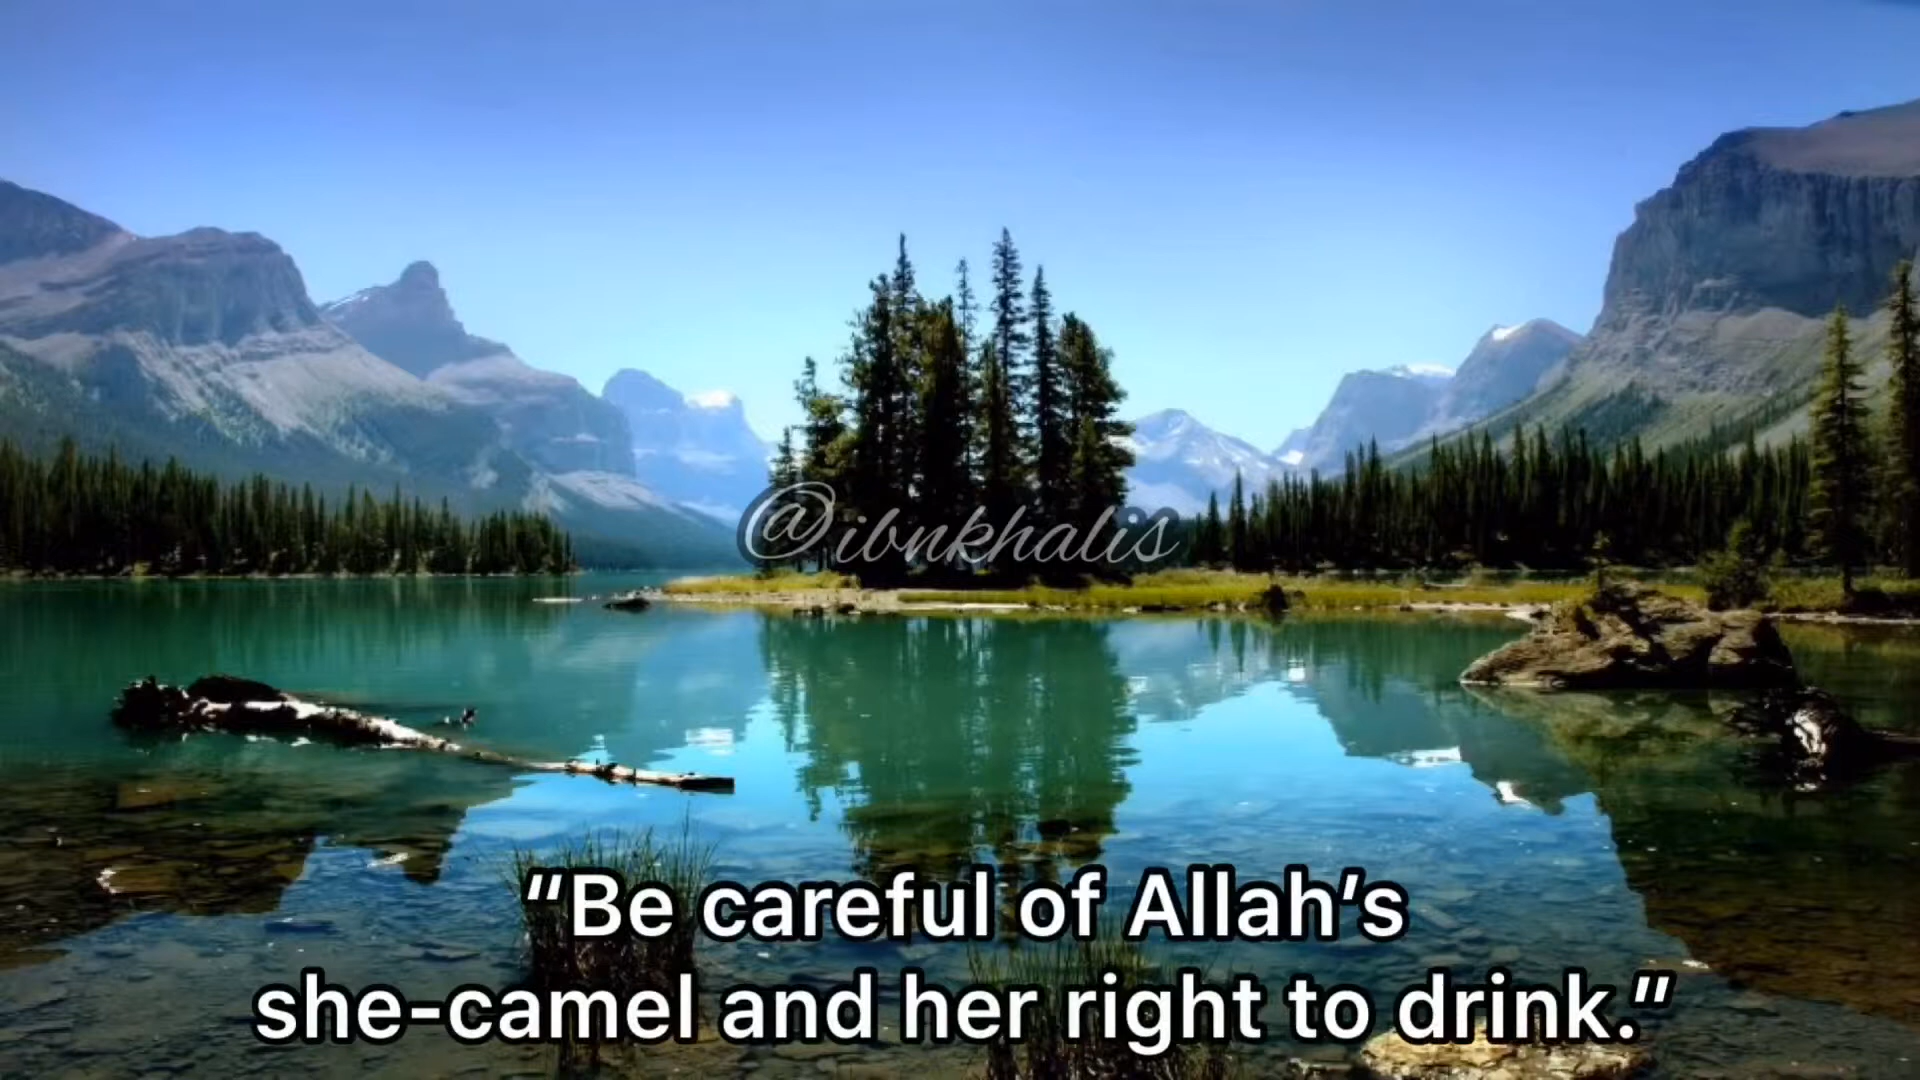 @ibnkhalis
“Be careful of Allah’s
she-camel and her right to drink.”